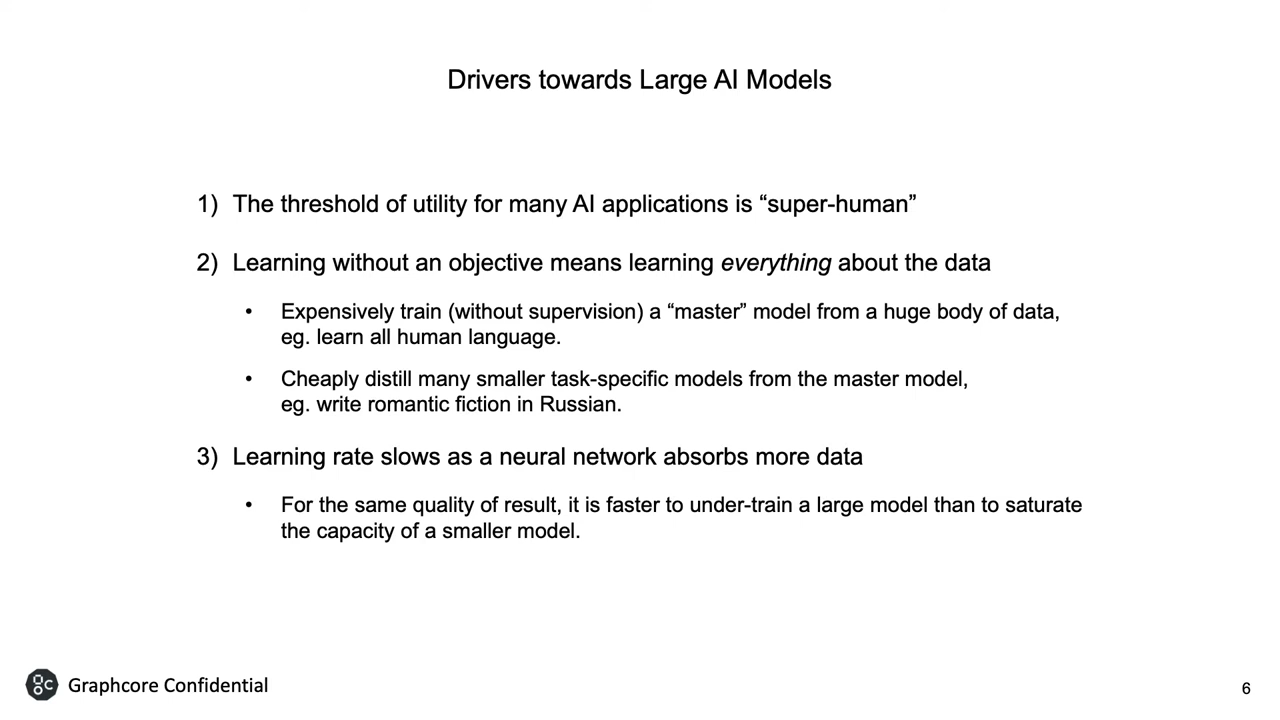 Drivers towards Large AI Models
1) The threshold of utility for many AI applications is “super-human”
2) Learning without an objective means learning everything about the data
• Expensively train (without supervision) a “master” model from a huge body of data,
eg. learn all human language.
• Cheaply distill many smaller task-specific models from the master model,
eg. write romantic fiction in Russian.
3) Learning rate slows as a neural network absorbs more data
• For the same quality of result, it is faster to under-train a large model than to saturate
the capacity of a smaller model.
Graphcore Confidential
6